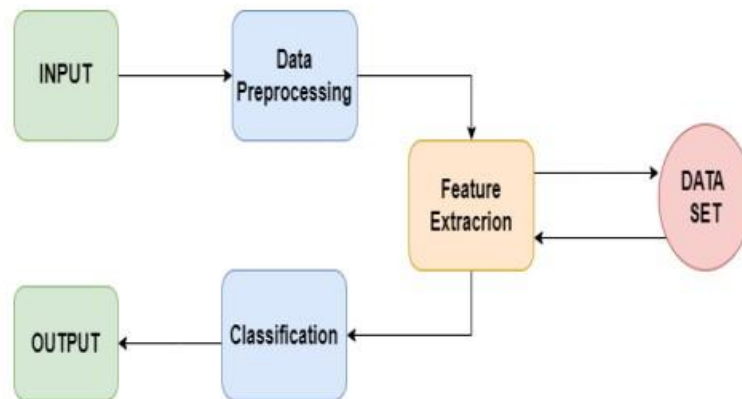 INPUT
Data
Preprocessing
Feature
Extracrion
DATA
SET
Classification
OUTPUT